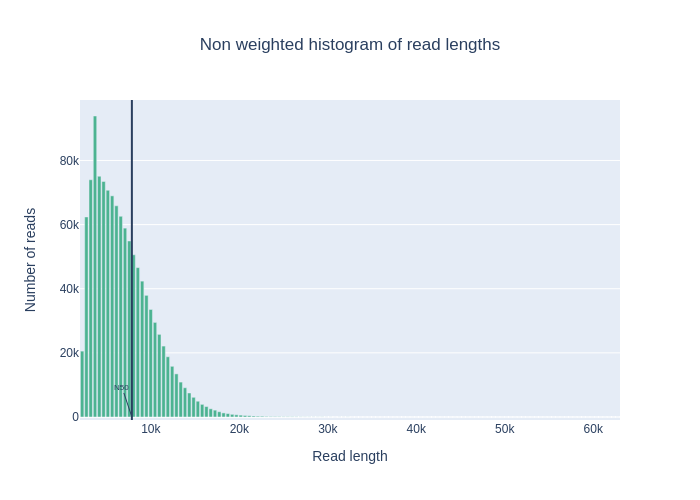 Non weighted histogram of read lengths
Number of reads
80k
60k
40k
20k
0
N50
10k
20k
30k
40k
50k
60k
Read length